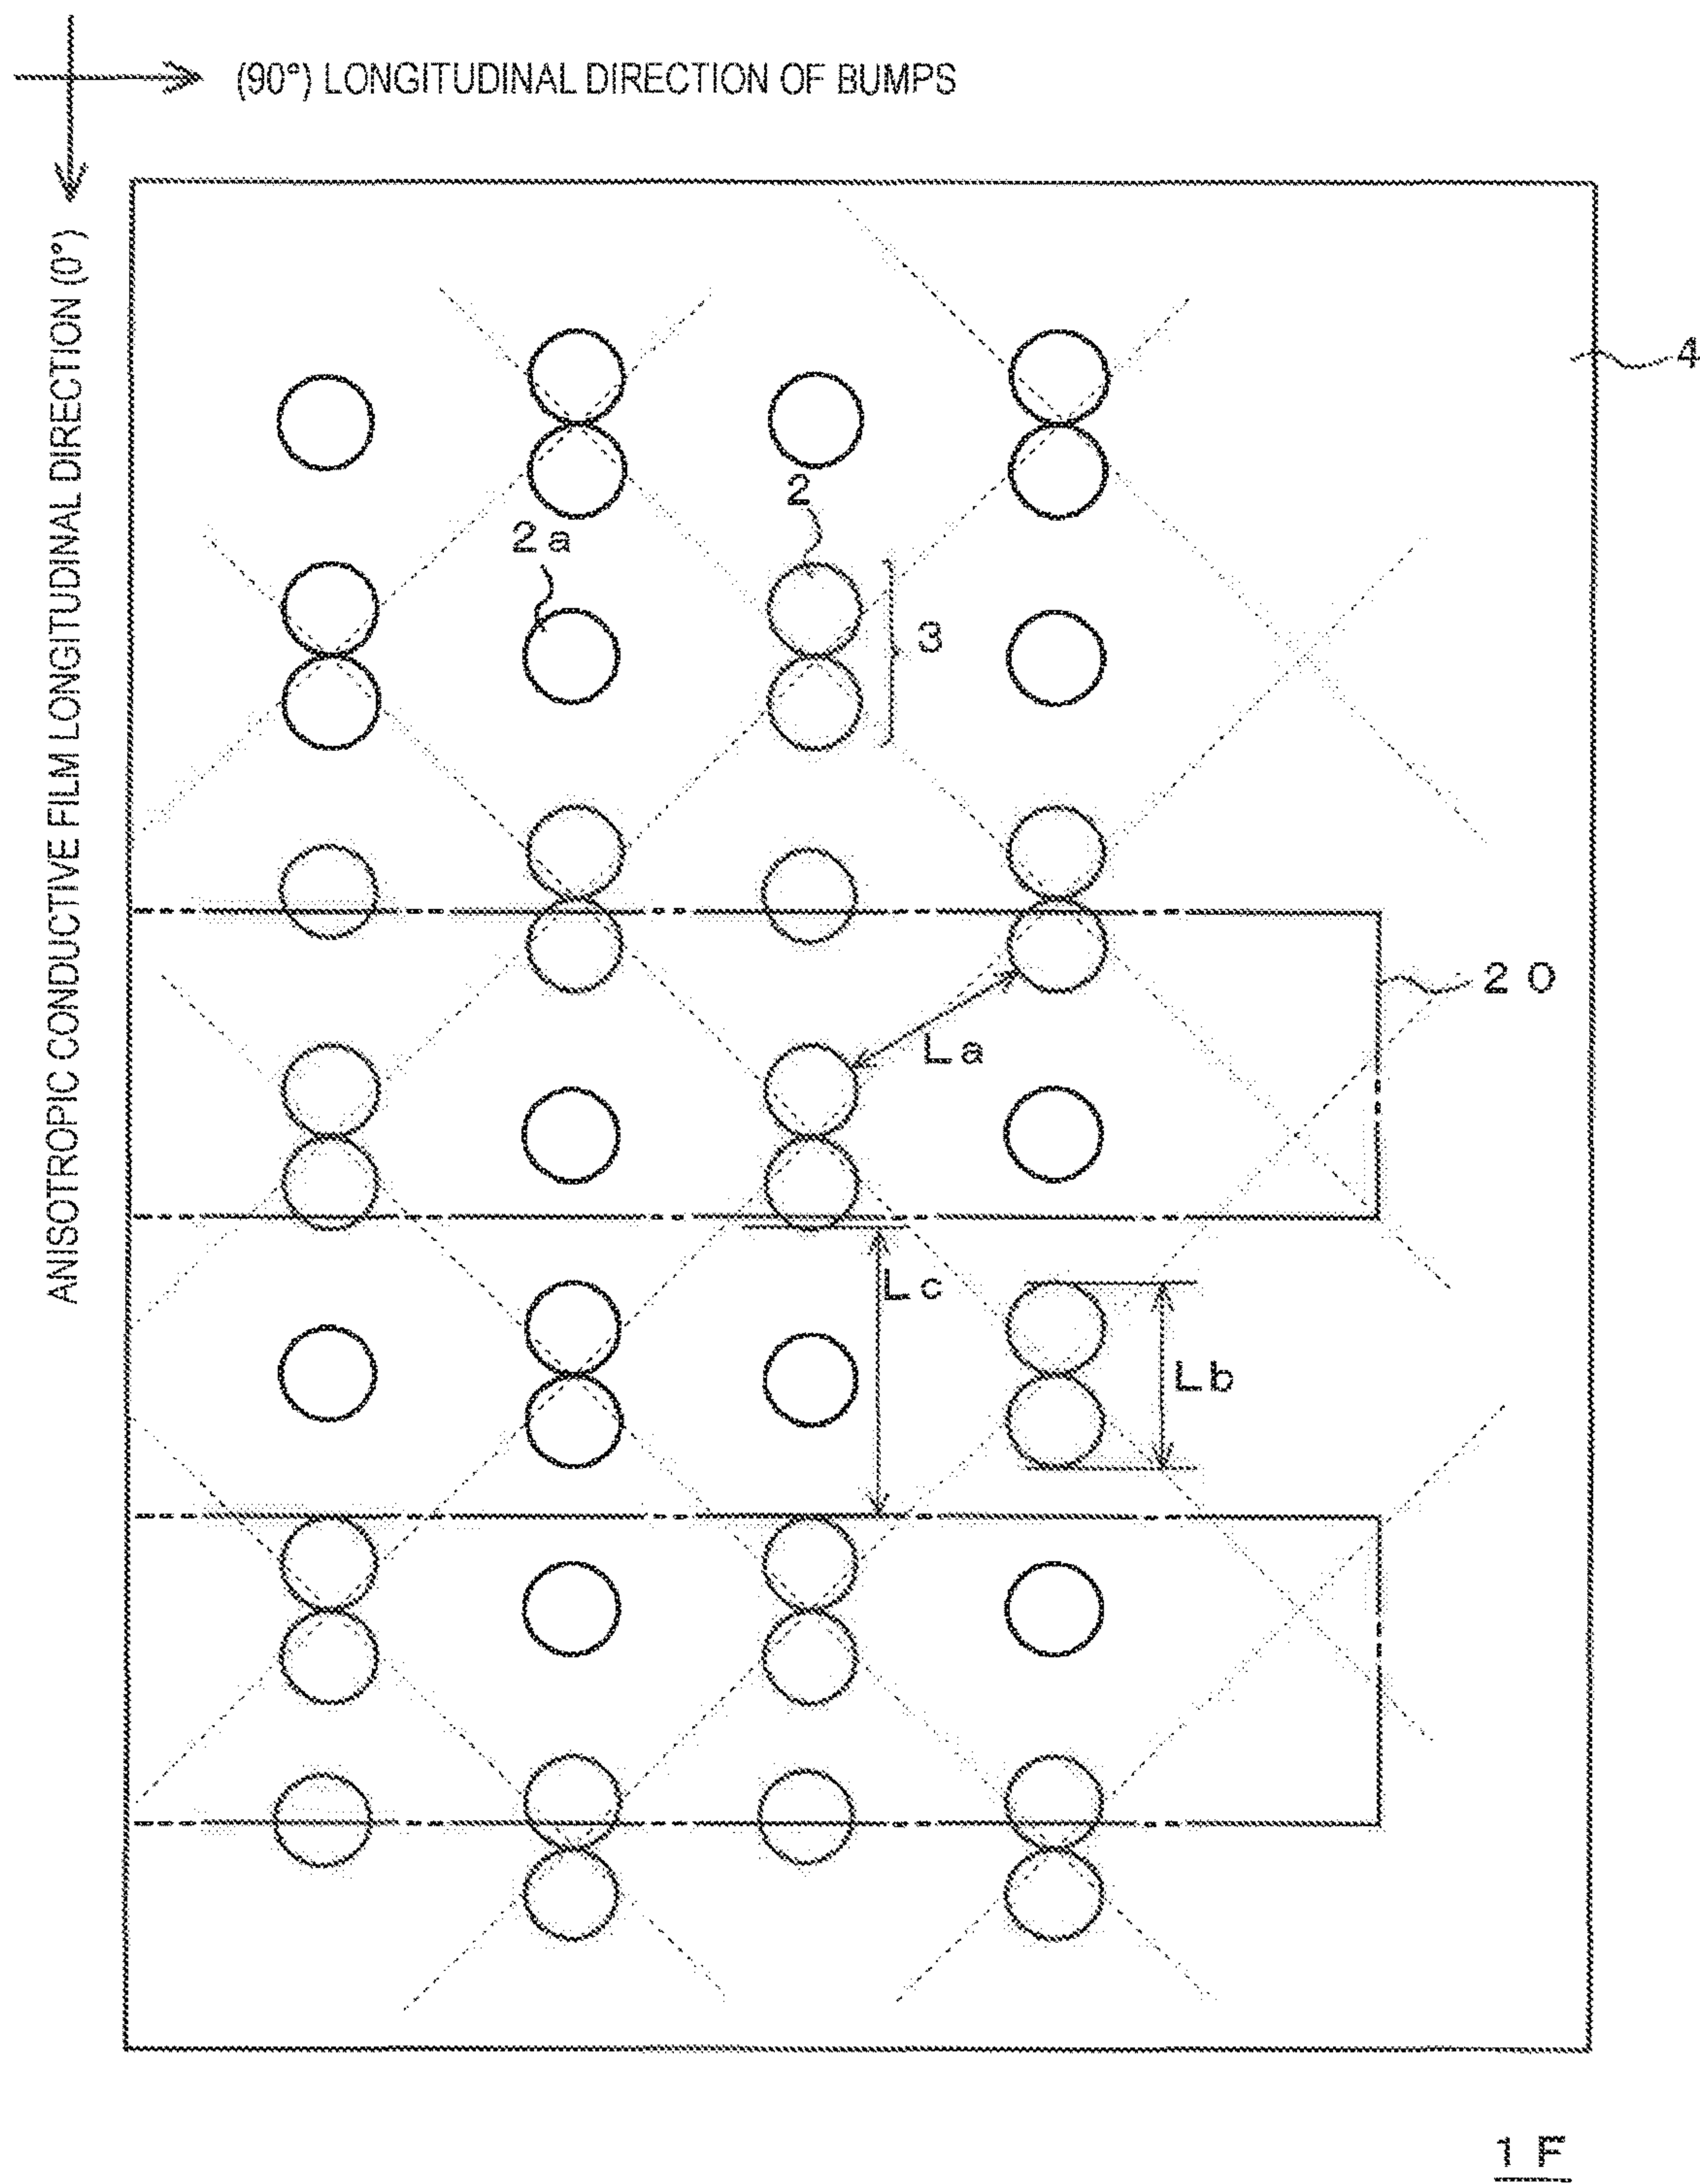 (90°) LONGITUDINAL DIRECTION OF BUMPS
ANISOTROPIC CONDUCTIVE FILM LONGITUDINAL DIRECTION (0°)
4
2
2a
3
20
La
Lc
Lb
1F